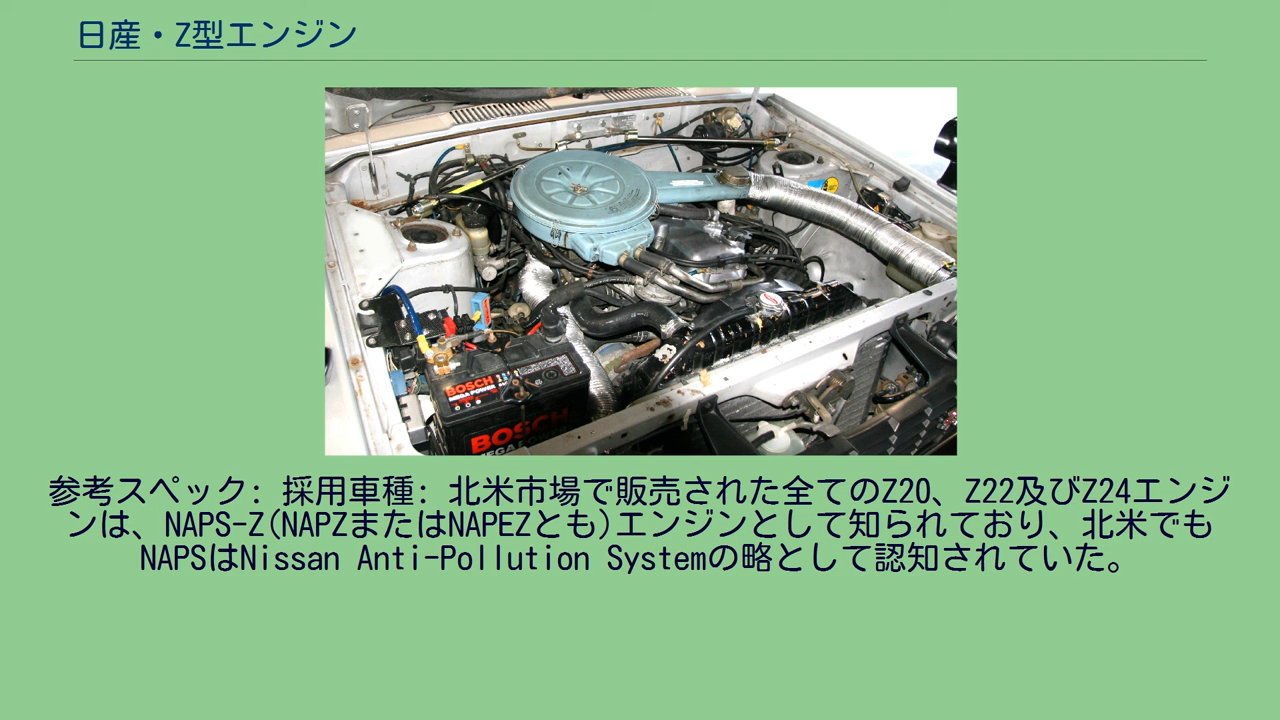 日産・Z型エンジン
BOSCH
MEGA POWER
BOSCH
MEGA POWER
参考スペック: 採用車種: 北米市場で販売された全てのZ20、Z22及びZ24エンジ
ンは、NAPS-Z(NAPZまたはNAPEZとも)エンジンとして知られており、北米でも
NAPSはNissan Anti-Pollution Systemの略として認知されていた。